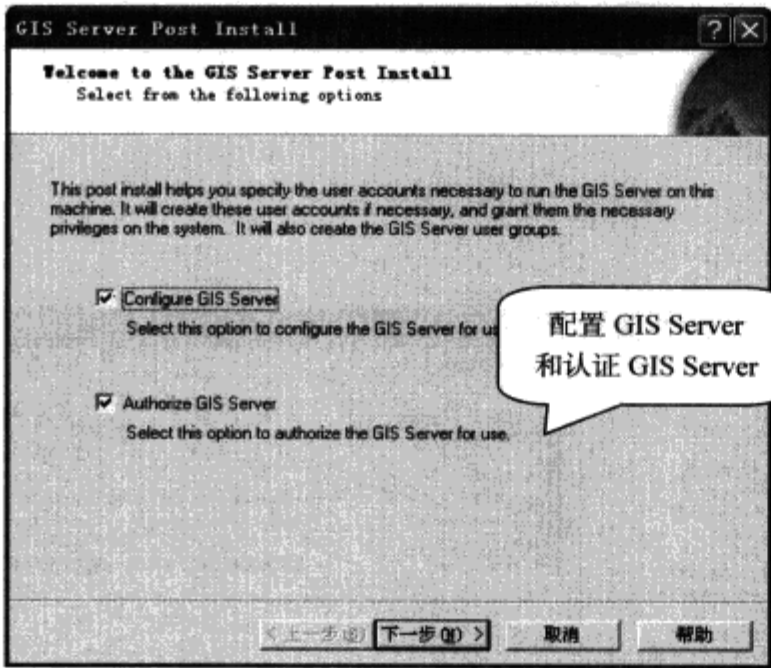 GIS Server Post Install
Welcome to the GIS Server Post Install
Select from the following options
This post install helps you specify the user accounts necessary to run the GIS Server on this
machine. It will create these user accounts if necessary, and grant them the necessary
privileges on the system. It will also create the GIS Server user groups.
Configure GIS Server
Select this option to configure the GIS Server for us
配置 GIS Server
和认证 GIS Server
Authorize GIS Server
Select this option to authorize the GIS Server for use.
< 上一步(B) 下一步(N) > 取消 帮助